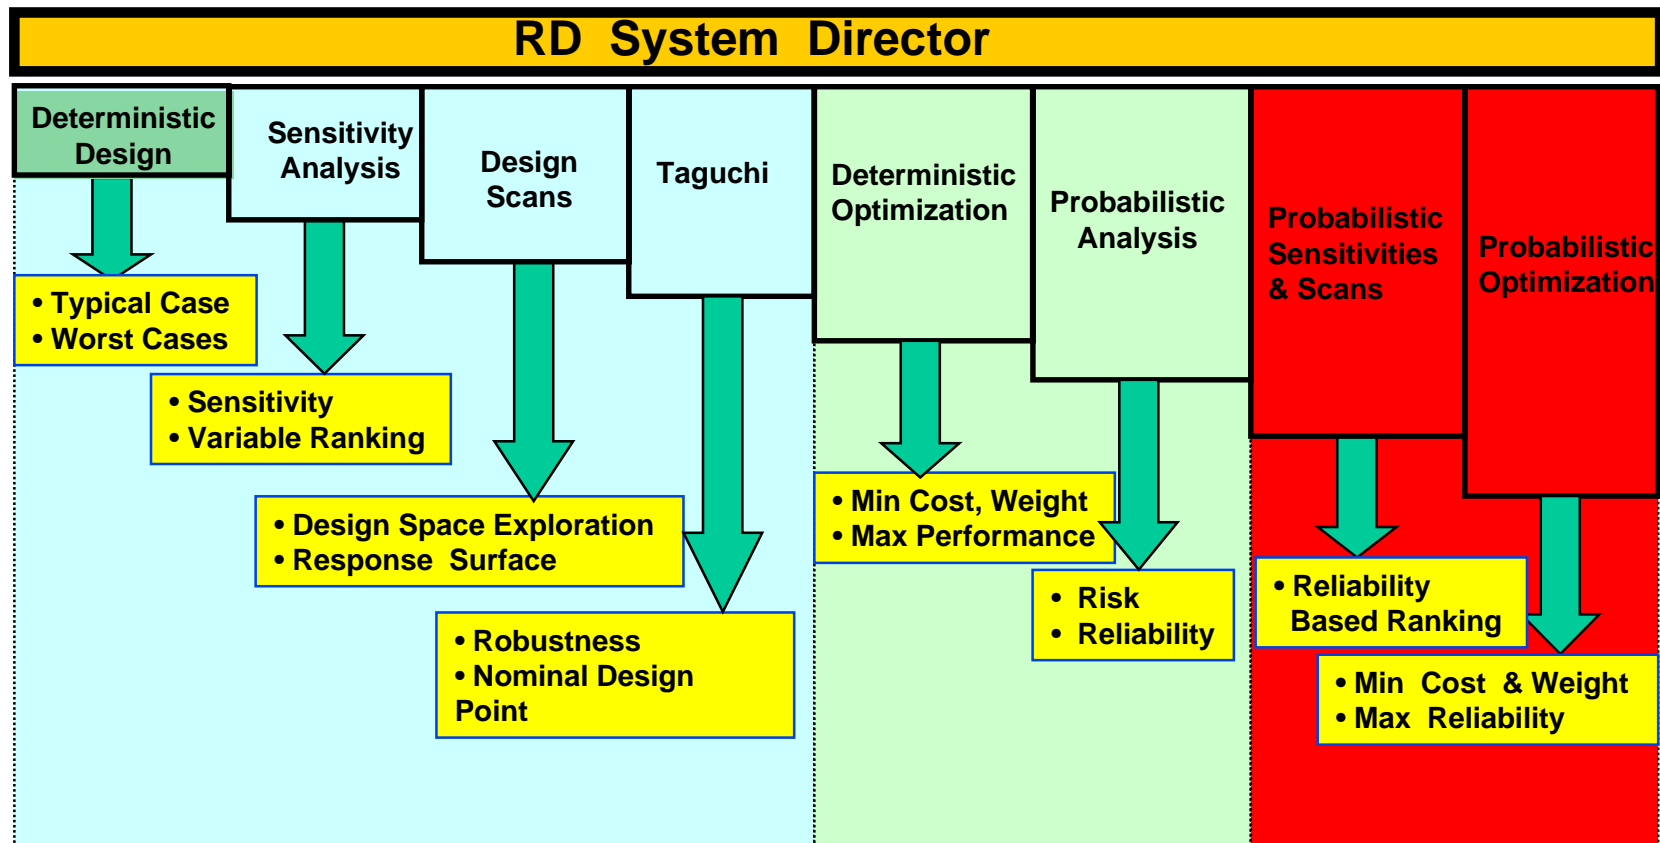 RD System Director
Deterministic
Design
Sensitivity
Analysis
Design
Scans
Taguchi
Deterministic
Optimization
Probabilistic
Analysis
Probabilistic
Sensitivities
& Scans
Probabilistic
Optimization
• Typical Case
• Worst Cases
• Sensitivity
• Variable Ranking
• Design Space Exploration
• Response Surface
• Robustness
• Nominal Design
Point
• Min Cost, Weight
• Max Performance
• Risk
• Reliability
• Reliability
Based Ranking
• Min Cost & Weight
• Max Reliability